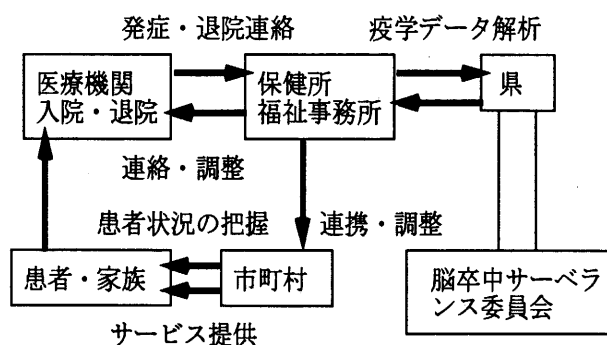 発症・退院連絡
疫学データ解析
医療機関
入院・退院
保健所
福祉事務所
県
連絡・調整
患者状況の把握
連携・調整
患者・家族
市町村
脳卒中サーベラ
ンス委員会
サービス提供